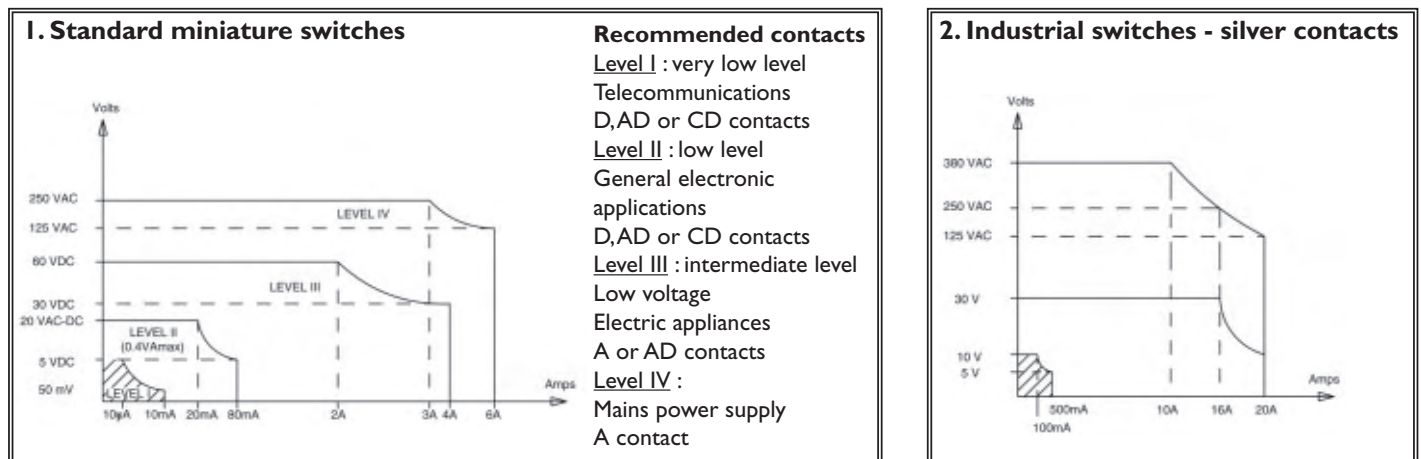 1. Standard miniature switches
Volts
250 VAC
LEVEL IV
125 VAC
60 VDC
LEVEL III
30 VDC
20 VAC-DC
LEVEL II
(0.4VAmax)
5 VDC
50 mV
LEVEL I
Amps
10µA 10mA 20mA 80mA 2A 3A 4A 6A
Recommended contacts
Level I : very low level
Telecommunications
D,AD or CD contacts
Level II : low level
General electronic
applications
D,AD or CD contacts
Level III : intermediate level
Low voltage
Electric appliances
A or AD contacts
Level IV :
Mains power supply
A contact
2. Industrial switches - silver contacts
Volts
380 VAC
250 VAC
125 VAC
30 V
10 V
5 V
Amps
500mA 10A 16A 20A
100mA